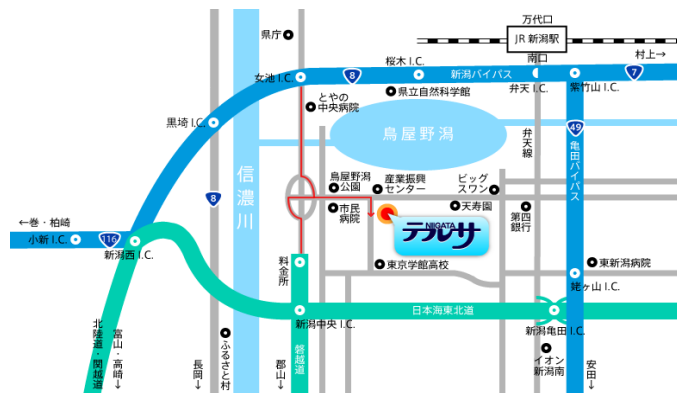 万代口
JR 新潟駅
南口
村上→
県庁
桜木 I.C.
女池 I.C.
8
新潟バイパス
弁天 I.C.
紫竹山 I.C.
7
とやの
中央病院
県立自然科学館
黒埼 I.C.
鳥屋野潟
弁天線
49
亀田バイパス
信濃川
8
鳥屋野潟
公園
産業振興
センター
ビッグ
スワン
市民
病院
天寿園
第四
銀行
NIIGATA
テルサ
←巻・柏崎
小新 I.C.
116
新潟西 I.C.
料金所
東京学館高校
東新潟病院
姥ヶ山 I.C.
新潟中央 I.C.
日本海東北道
新潟亀田 I.C.
北陸道・関越道
富山・高崎→
ふるさと村
長岡→
郡山→
磐越道
イオン
新潟南
安田→